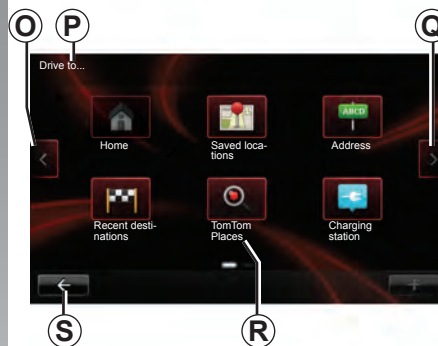 O P Q
Drive to...
ABCD
Home Saved loca- Address
tions
Recent desti- TomTom Charging
nations Places station
S R